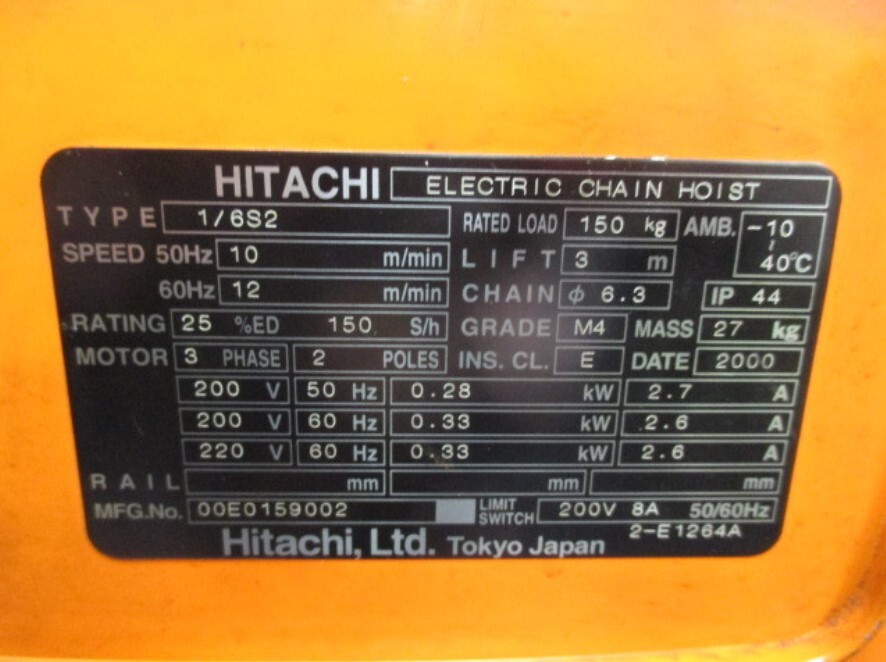 HITACHI ELECTRIC CHAIN HOIST
TYPE 1/6S2 RATED LOAD 150 kg AMB. -10 ~ 40°C
SPEED 50Hz 10 m/min LIFT 3 m
60Hz 12 m/min CHAIN φ 6.3 IP 44
RATING 25 %ED 150 S/h GRADE M4 MASS 27 kg
MOTOR 3 PHASE 2 POLES INS. CL. E DATE 2000
200 V 50 Hz 0.28 kW 2.7 A
200 V 60 Hz 0.33 kW 2.6 A
220 V 60 Hz 0.33 kW 2.6 A
RAIL mm mm mm
MFG.No. 00E0159002 LIMIT SWITCH 200V 8A 50/60Hz
Hitachi, Ltd. Tokyo Japan 2-E1264A